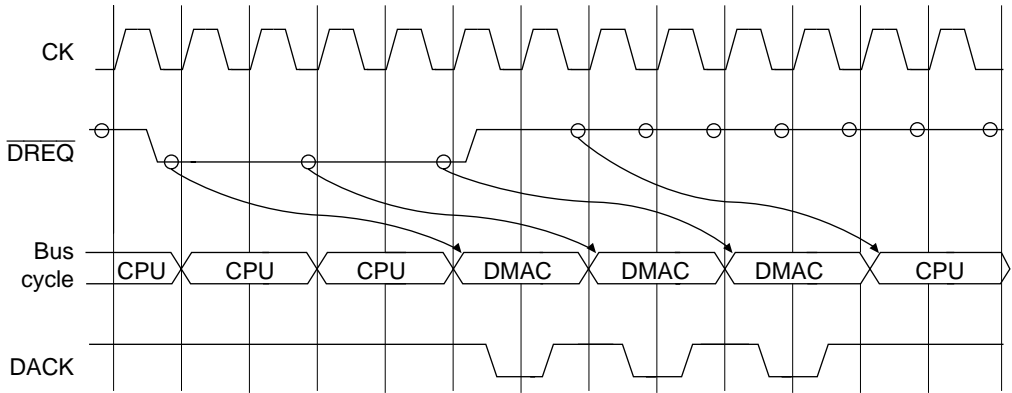 CK
DREQ
Bus
cycle
CPU CPU CPU DMAC DMAC DMAC CPU
DACK